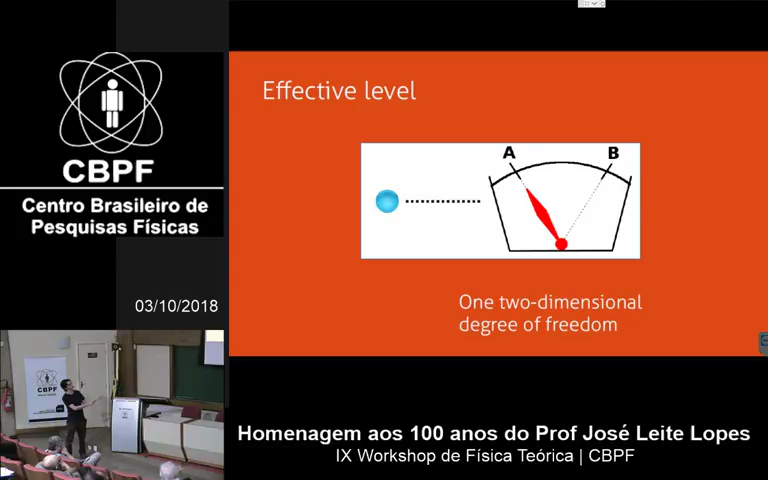 CBPF
Centro Brasileiro de
Pesquisas Físicas
03/10/2018
Effective level
A
B
One two-dimensional
degree of freedom
CBPF
Homenagem aos 100 anos do Prof José Leite Lopes
IX Workshop de Física Teórica | CBPF